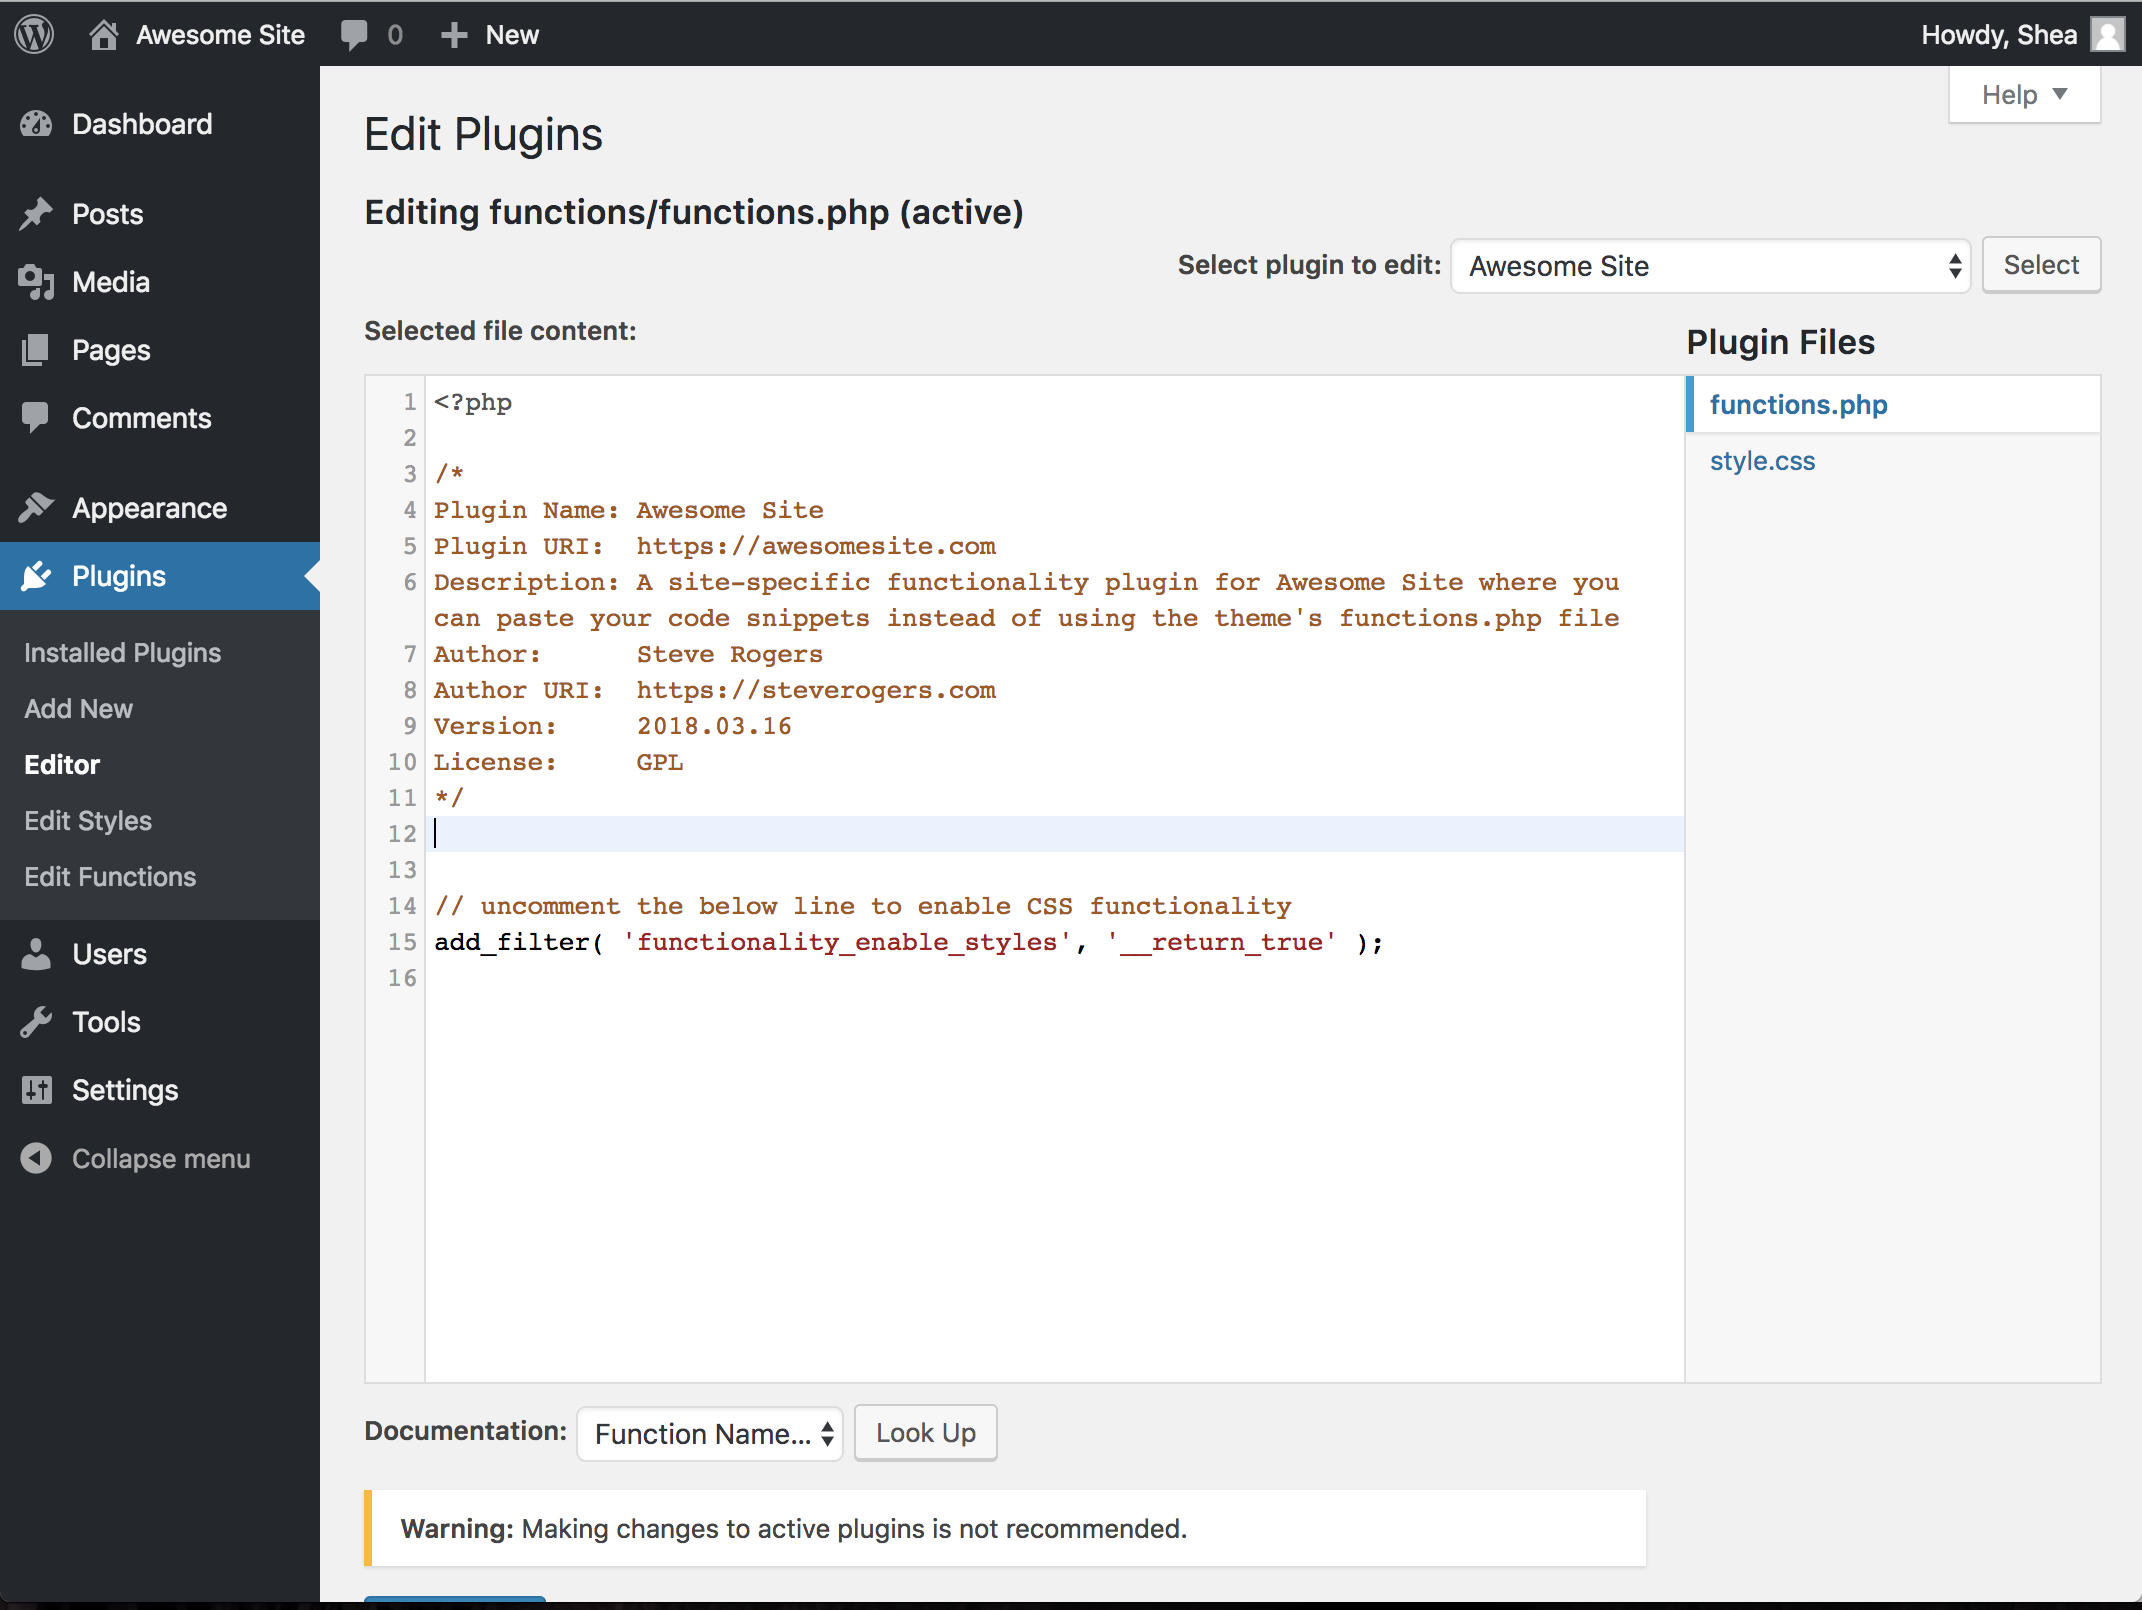 Awesome Site 0 New Howdy, Shea
Help
Dashboard
Posts
Media
Pages
Comments
Appearance
Plugins
Installed Plugins
Add New
Editor
Edit Styles
Edit Functions
Users
Tools
Settings
Collapse menu
Edit Plugins
Editing functions/functions.php (active)
Select plugin to edit: Awesome Site Select
Selected file content:
Plugin Files
functions.php
style.css
1 <?php
2
3 /*
4 Plugin Name: Awesome Site
5 Plugin URI:  https://awesomesite.com
6 Description: A site-specific functionality plugin for Awesome Site where you
can paste your code snippets instead of using the theme's functions.php file
7 Author:      Steve Rogers
8 Author URI:  https://steverogers.com
9 Version:     2018.03.16
10 License:     GPL
11 */
12
13
14 // uncomment the below line to enable CSS functionality
15 add_filter( 'functionality_enable_styles', '__return_true' );
16
Documentation: Function Name... Look Up
Warning: Making changes to active plugins is not recommended.